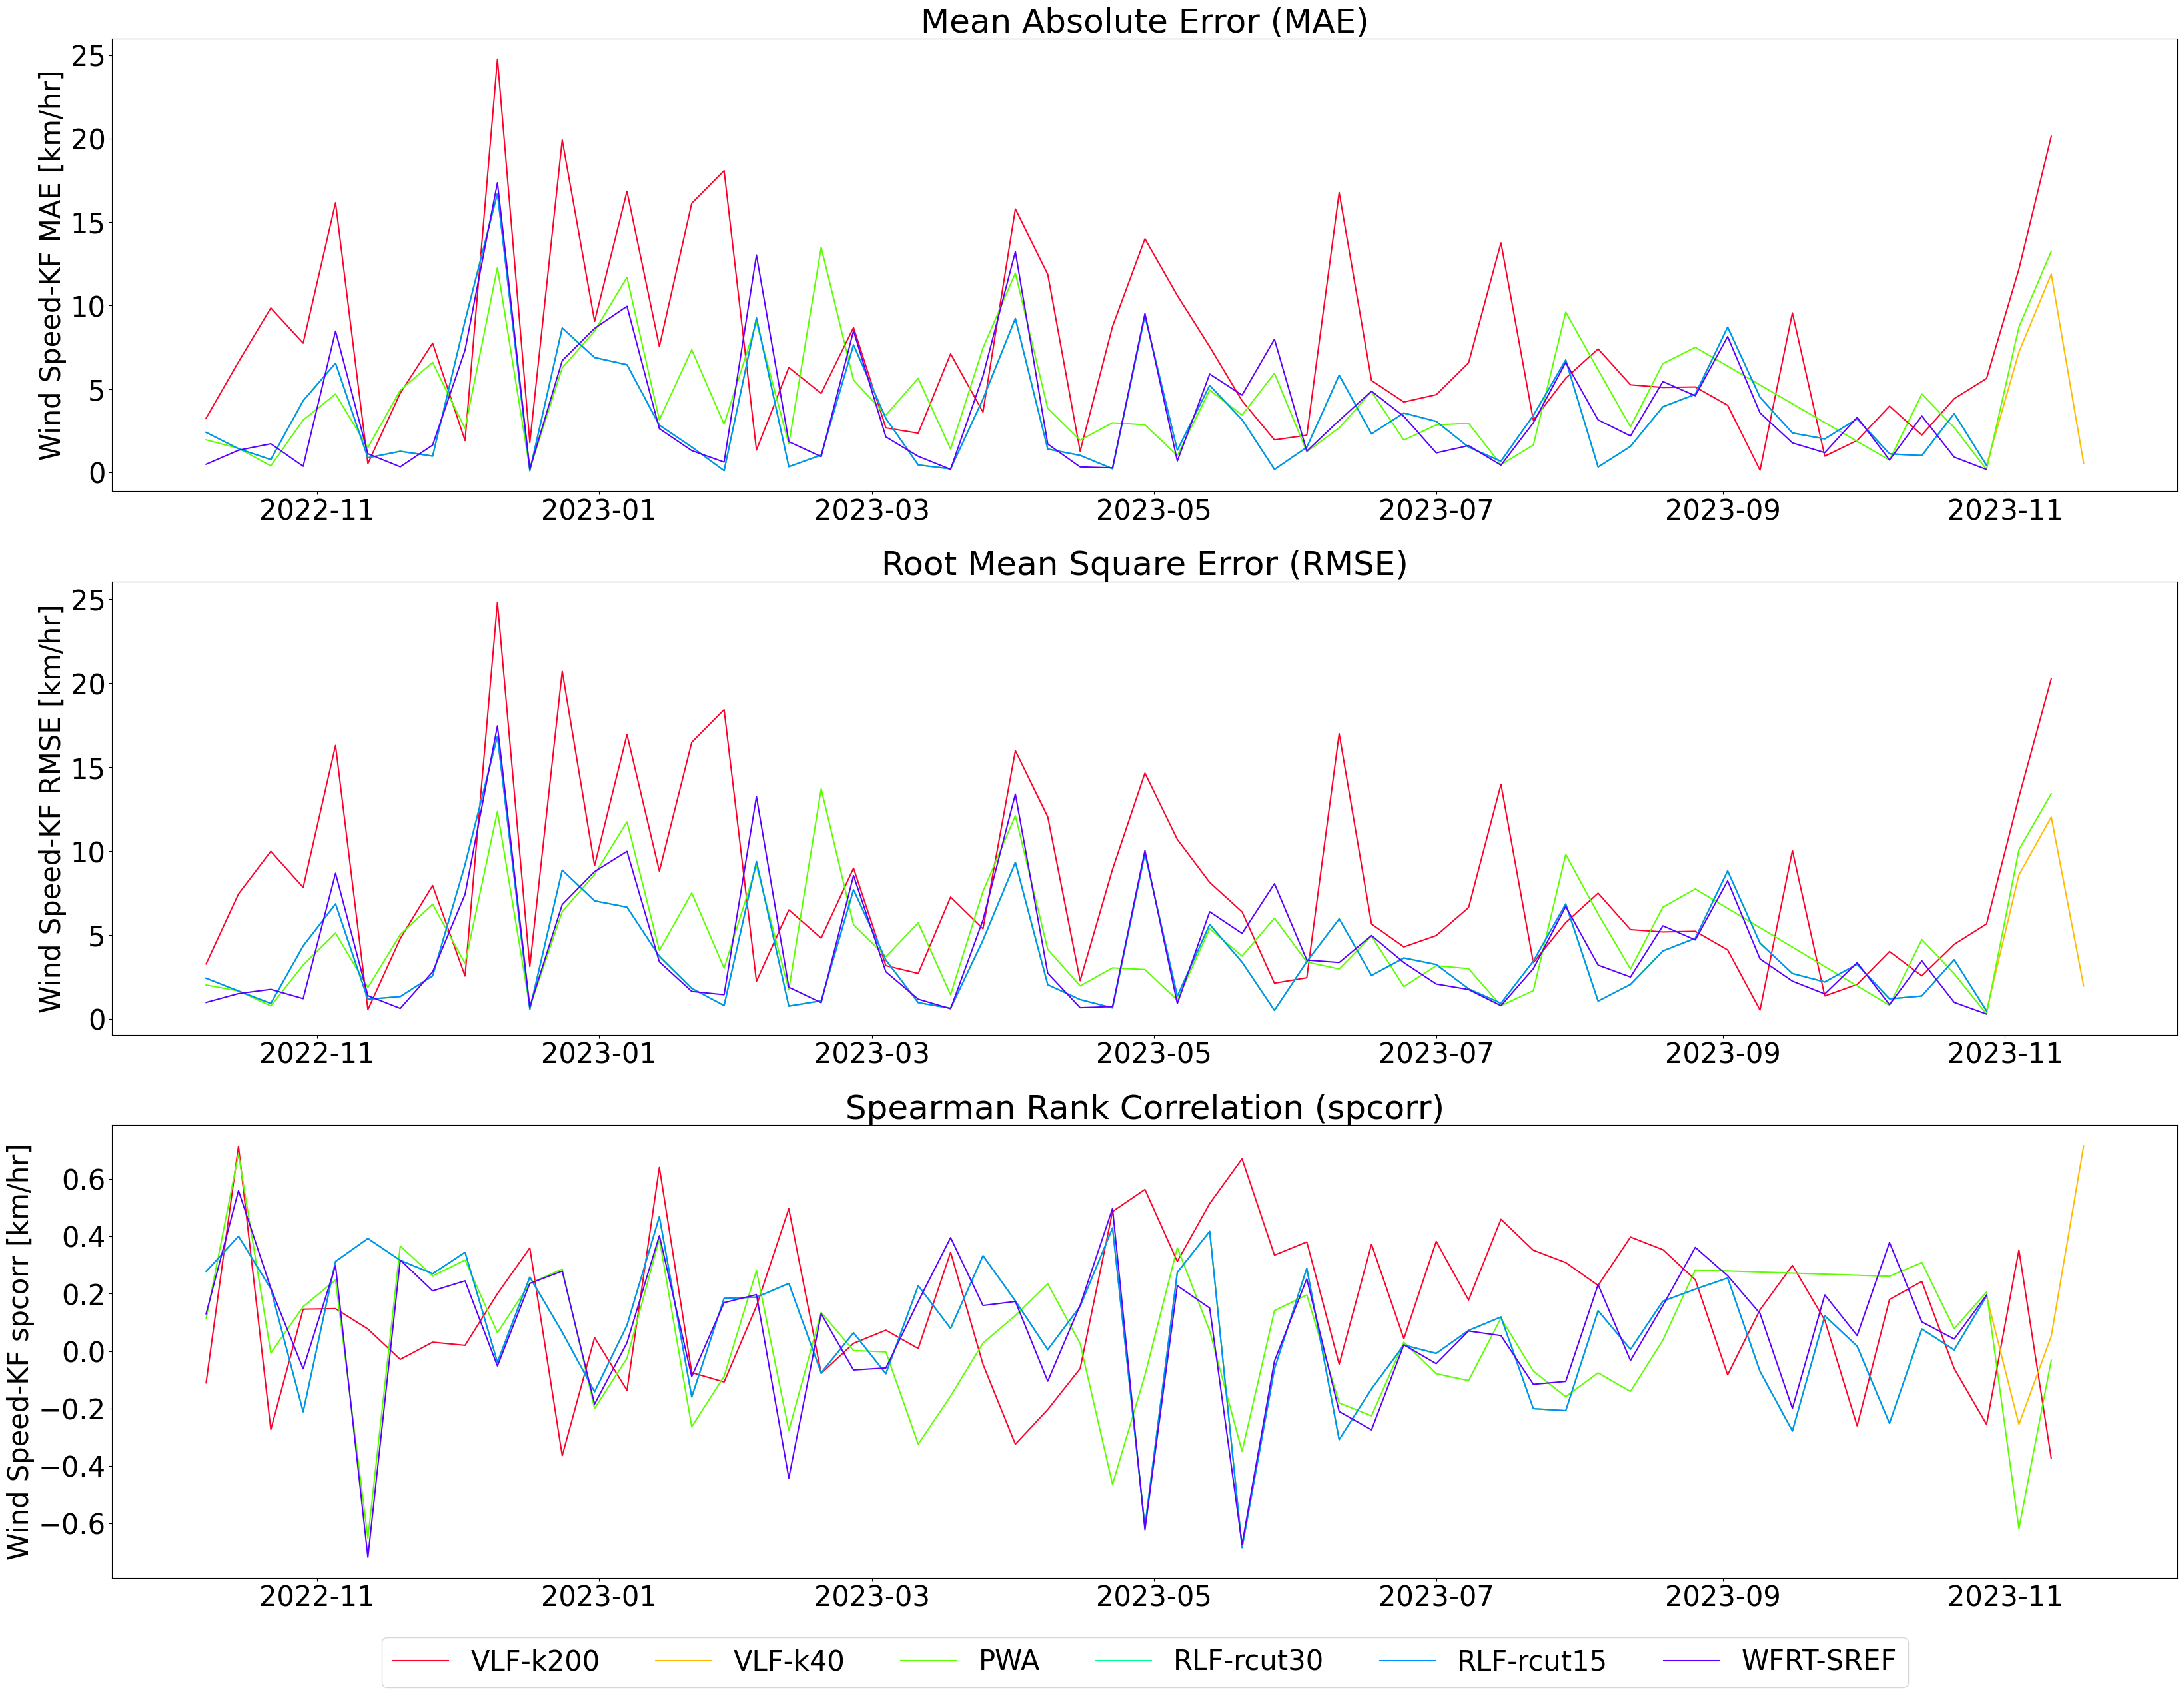 Mean Absolute Error (MAE)
Wind Speed-KF MAE [km/hr]
25
20
15
10
5
0
2022-11 2023-01 2023-03 2023-05 2023-07 2023-09 2023-11
Root Mean Square Error (RMSE)
Wind Speed-KF RMSE [km/hr]
25
20
15
10
5
0
2022-11 2023-01 2023-03 2023-05 2023-07 2023-09 2023-11
Spearman Rank Correlation (spcorr)
Wind Speed-KF spcorr [km/hr]
0.6
0.4
0.2
0.0
−0.2
−0.4
−0.6
2022-11 2023-01 2023-03 2023-05 2023-07 2023-09 2023-11
VLF-k200 VLF-k40 PWA RLF-rcut30 RLF-rcut15 WFRT-SREF